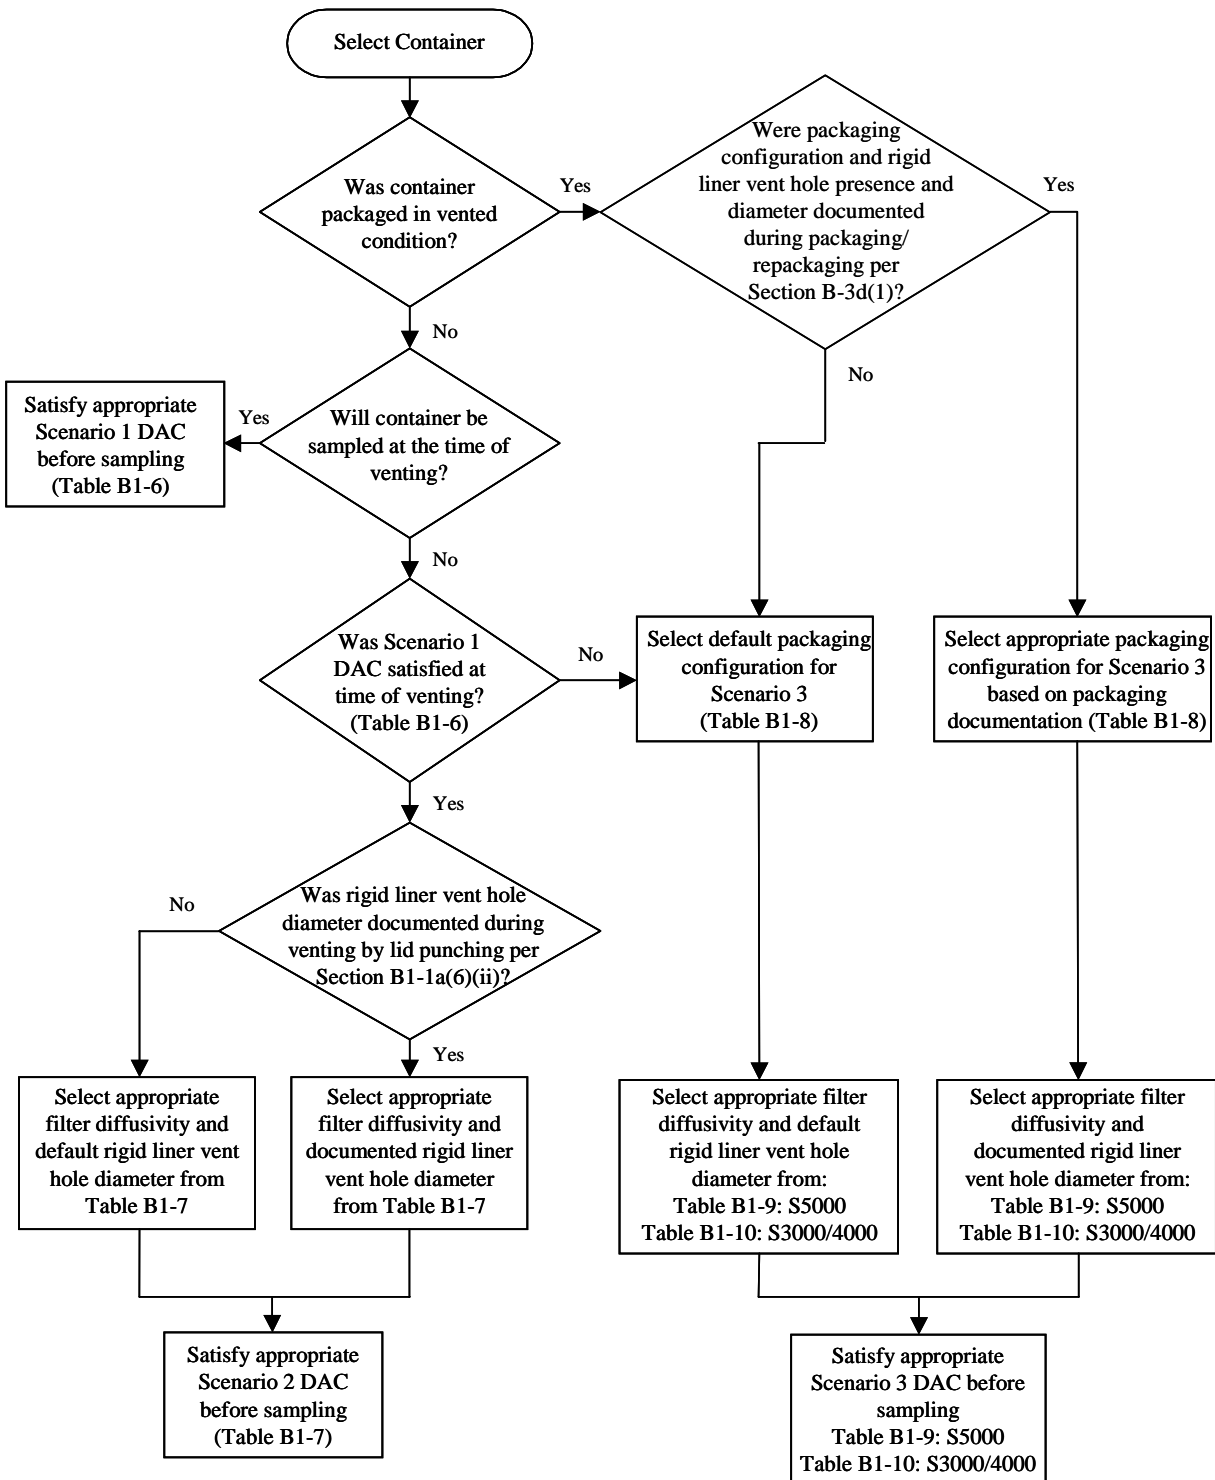 Select Container
Was container
packaged in vented
condition?
Yes
Were packaging
configuration and rigid
liner vent hole presence and
diameter documented
during packaging/
repackaging per
Section B-3d(1)?
Yes
No
No
Will container be
sampled at the time of
venting?
Yes
Satisfy appropriate
Scenario 1 DAC
before sampling
(Table B1-6)
No
Was Scenario 1
DAC satisfied at
time of venting?
(Table B1-6)
No
Select default packaging
configuration for
Scenario 3
(Table B1-8)
Select appropriate packaging
configuration for Scenario 3
based on packaging
documentation (Table B1-8)
Yes
Was rigid liner vent hole
diameter documented during
venting by lid punching per
Section B1-1a(6)(ii)?
No
Yes
Select appropriate
filter diffusivity and
default rigid liner vent
hole diameter from
Table B1-7
Select appropriate
filter diffusivity and
documented rigid liner
vent hole diameter
from Table B1-7
Select appropriate filter
diffusivity and default
rigid liner vent hole
diameter from:
Table B1-9: S5000
Table B1-10: S3000/4000
Select appropriate filter
diffusivity and
documented rigid liner
vent hole diameter from:
Table B1-9: S5000
Table B1-10: S3000/4000
Satisfy appropriate
Scenario 2 DAC
before sampling
(Table B1-7)
Satisfy appropriate
Scenario 3 DAC before
sampling
Table B1-9: S5000
Table B1-10: S3000/4000